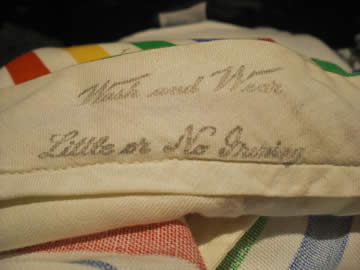 Wash and Wear
Little or No Ironing